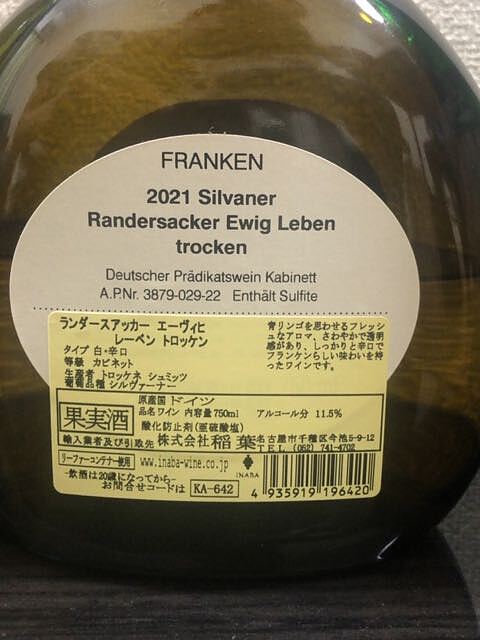 FRANKEN
2021 Silvaner
Randersacker Ewig Leben
trocken
Deutscher Prädikatswein Kabinett
A.P.Nr. 3879-029-22 Enthält Sulfite
ランダースアッカー エーヴィヒ
レーベン トロッケン
タイプ 白・辛口
等級 カビネット
生産者 トロッケネ シュミッツ
葡萄品種 シルヴァーナー
青リンゴを思わせるフレッシ
ュなアロマ、さわやかで透明
感があり、しっかりと辛口で
フランケンらしい味わいを持
ったワインです。
果実酒
原産国 ドイツ
品名 ワイン 内容量 750ml アルコール分 11.5%
酸化防止剤(亜硫酸塩)
輸入業者及び引取先 株式会社 稲葉 名古屋市千種区今池5-9-12
TEL (052) 741-4702
リーファーコンテナー使用 www.inaba-wine.co.jp INABA
飲酒は20歳になってから
お問合せコードは KA-642
4 935919 196420